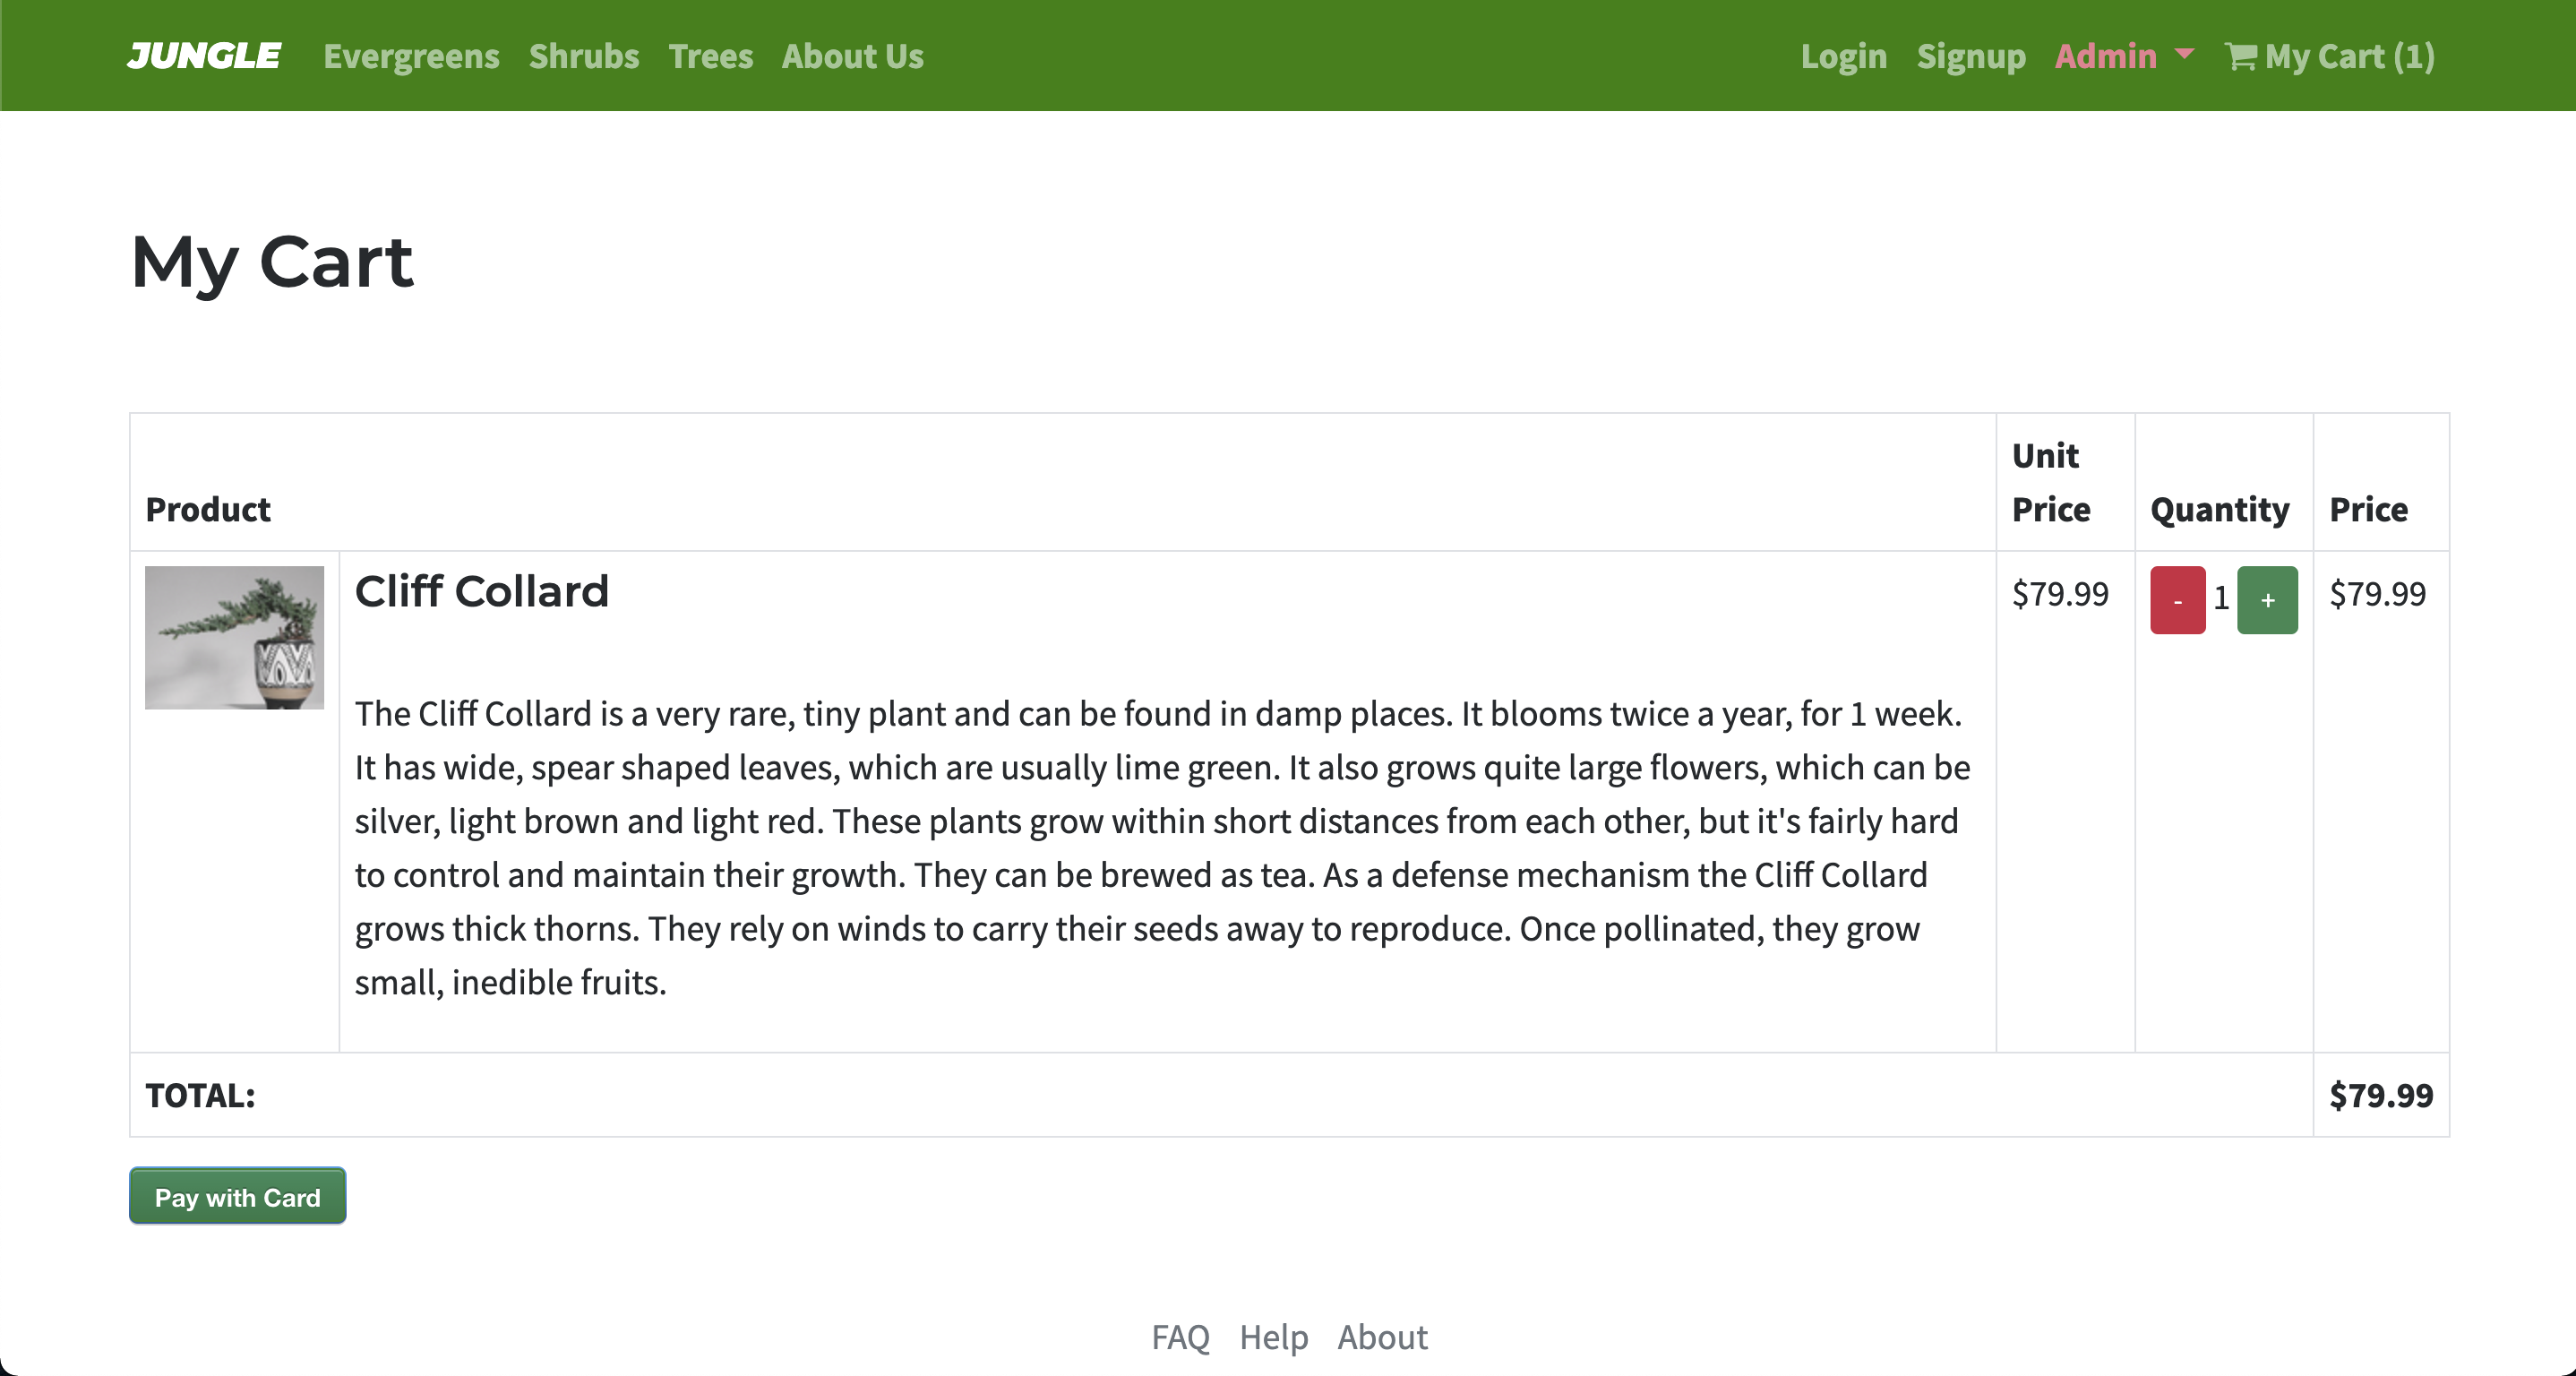 JUNGLE Evergreens Shrubs Trees About Us Login Signup Admin My Cart (1)
My Cart
Product Unit Price Quantity Price
Cliff Collard $79.99 - 1 + $79.99
The Cliff Collard is a very rare, tiny plant and can be found in damp places. It blooms twice a year, for 1 week.
It has wide, spear shaped leaves, which are usually lime green. It also grows quite large flowers, which can be
silver, light brown and light red. These plants grow within short distances from each other, but it's fairly hard
to control and maintain their growth. They can be brewed as tea. As a defense mechanism the Cliff Collard
grows thick thorns. They rely on winds to carry their seeds away to reproduce. Once pollinated, they grow
small, inedible fruits.
TOTAL: $79.99
Pay with Card
FAQ Help About